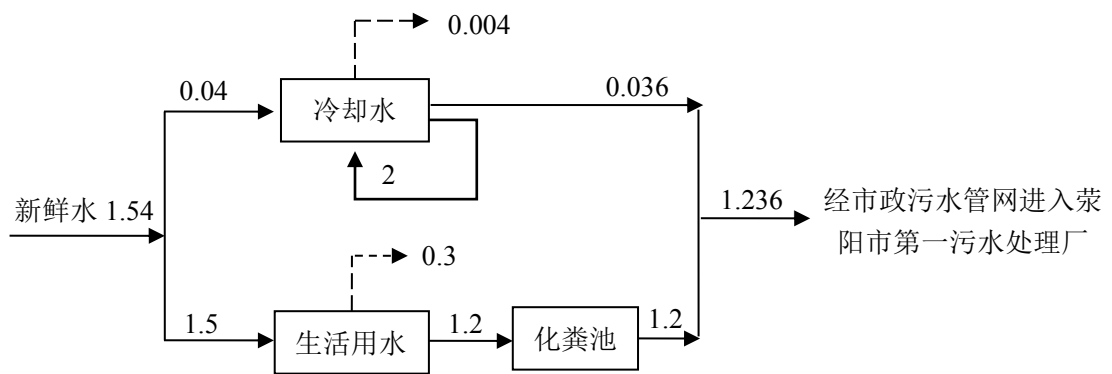 0.004
0.04
冷却水
0.036
2
新鲜水 1.54
1.236
经市政污水管网进入荥
阳市第一污水处理厂
0.3
1.5
生活用水
1.2
化粪池
1.2